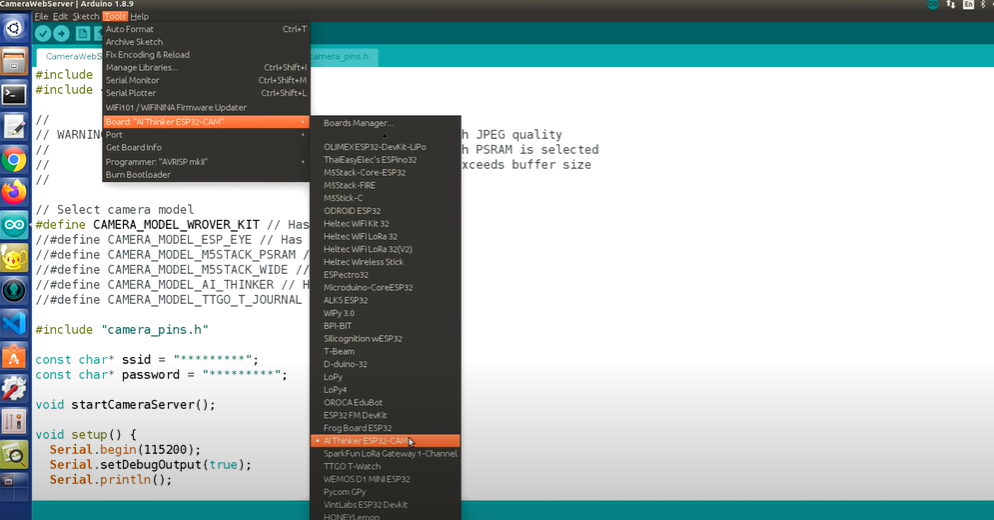 CameraWebServer | Arduino 1.8.9
En
File Edit Sketch Tools Help
CameraWebS
camera_pins.h
Auto Format Ctrl+T
Archive Sketch
Fix Encoding & Reload
Manage Libraries... Ctrl+Shift+I
Serial Monitor Ctrl+Shift+M
Serial Plotter Ctrl+Shift+L
WiFi101 / WiFiNINA Firmware Updater
Board: "AI Thinker ESP32-CAM"
Port
Get Board Info
Programmer: "AVRISP mkII"
Burn Bootloader
Boards Manager...
OLIMEX ESP32-DevKit-LiPo
ThaiEasyElec's ESPino32
M5Stack-Core-ESP32
M5Stack-FIRE
M5Stick-C
ODROID ESP32
Heltec WiFi Kit 32
Heltec WiFi LoRa 32
Heltec WiFi LoRa 32(V2)
Heltec Wireless Stick
ESPectro32
Microduino-CoreESP32
ALKS ESP32
WiPy 3.0
BPI-BIT
Silicognition wESP32
T-Beam
D-duino-32
LoPy
LoPy4
OROCA EduBot
ESP32 FM DevKit
Frog Board ESP32
AI Thinker ESP32-CAM
SparkFun LoRa Gateway 1-Channel
TTGO T-Watch
WEMOS D1 MINI ESP32
Pycom GPy
VintLabs ESP32 Devkit
HONEYLemon
#include
#include
//
// WARNING h JPEG quality
// h PSRAM is selected
// xceeds buffer size
//
// Select camera model
#define CAMERA_MODEL_WROVER_KIT // Has
//#define CAMERA_MODEL_ESP_EYE // Has
//#define CAMERA_MODEL_M5STACK_PSRAM /
//#define CAMERA_MODEL_M5STACK_WIDE //
//#define CAMERA_MODEL_AI_THINKER // H
//#define CAMERA_MODEL_TTGO_T_JOURNAL
#include "camera_pins.h"
const char* ssid = "*********";
const char* password = "*********";
void startCameraServer();
void setup() {
Serial.begin(115200);
Serial.setDebugOutput(true);
Serial.println();